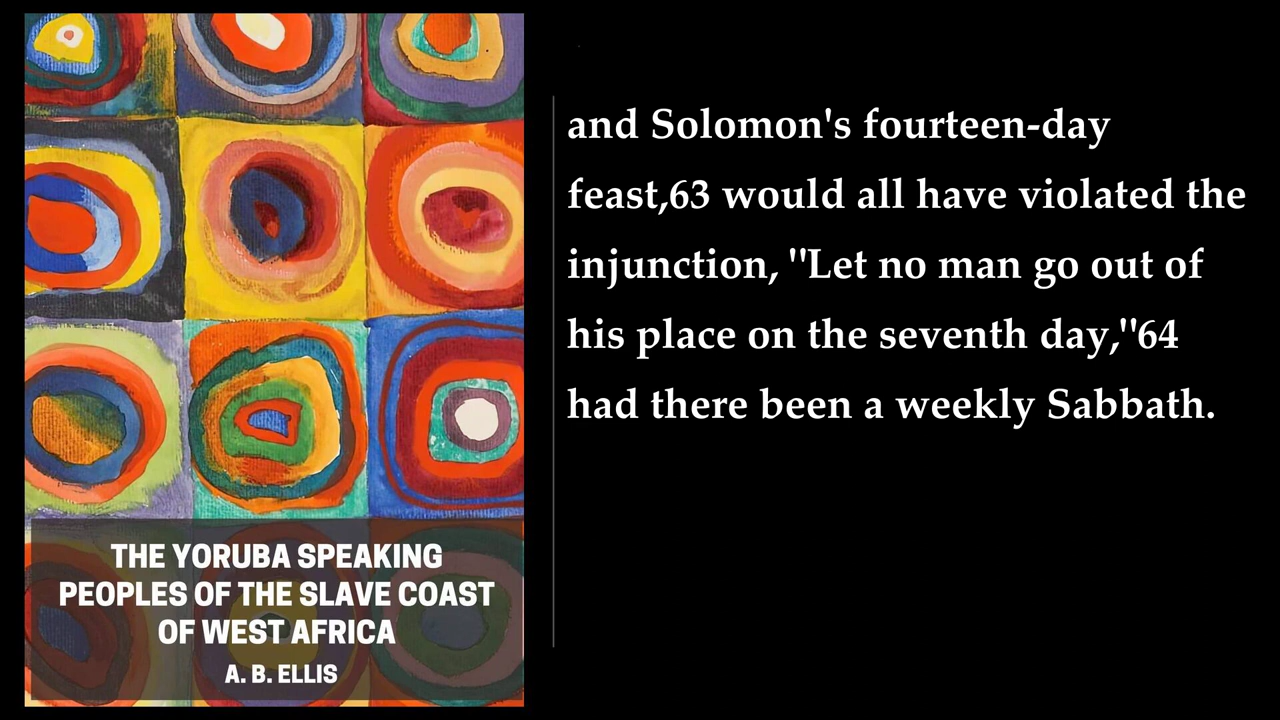 and Solomon's fourteen-day
feast,63 would all have violated the
injunction, "Let no man go out of
his place on the seventh day,"64
had there been a weekly Sabbath.
THE YORUBA SPEAKING
PEOPLES OF THE SLAVE COAST
OF WEST AFRICA
A. B. ELLIS